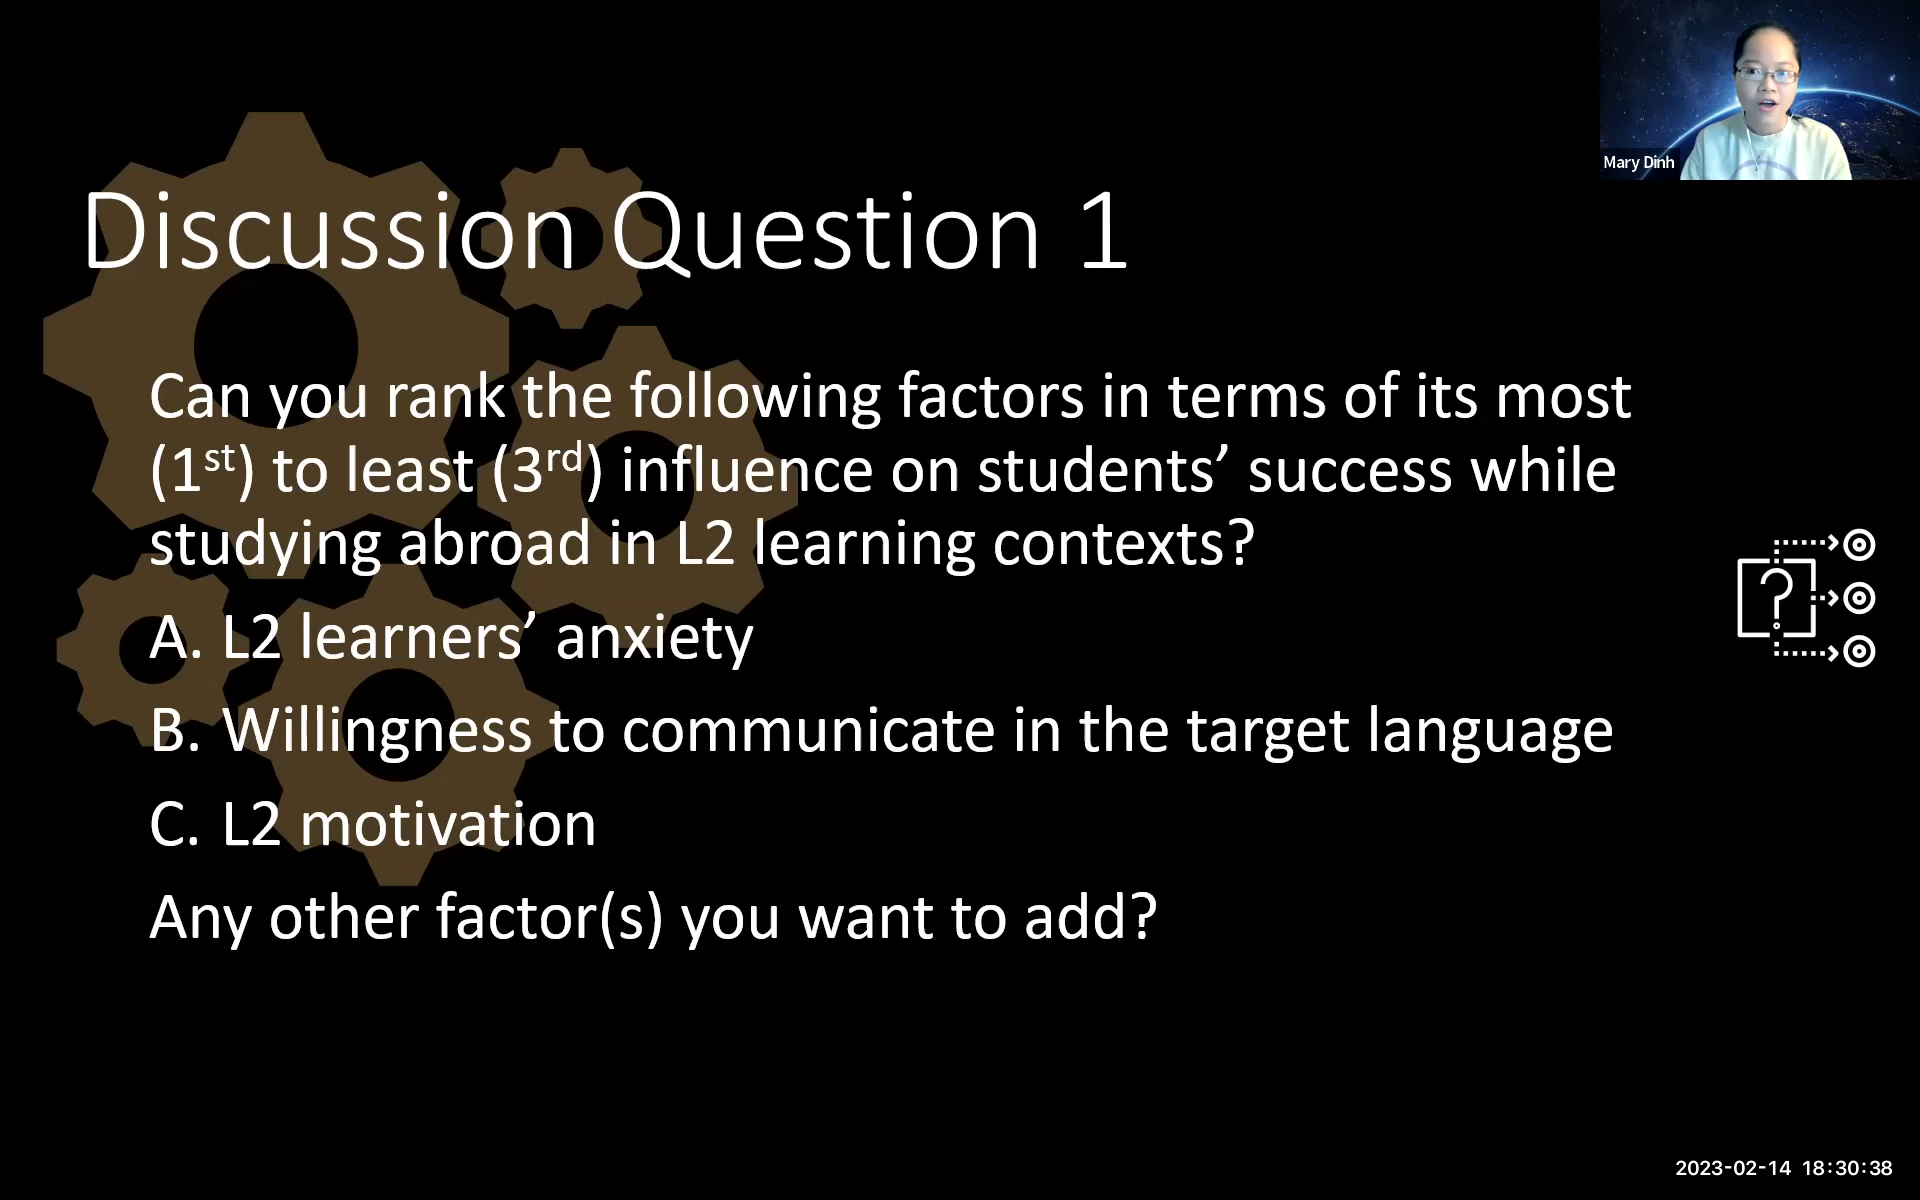 Mary Dinh
Discussion Question 1
Can you rank the following factors in terms of its most
(1st) to least (3rd) influence on students’ success while
studying abroad in L2 learning contexts?
A. L2 learners’ anxiety
B. Willingness to communicate in the target language
C. L2 motivation
Any other factor(s) you want to add?
?
2023-02-14 18:30:38